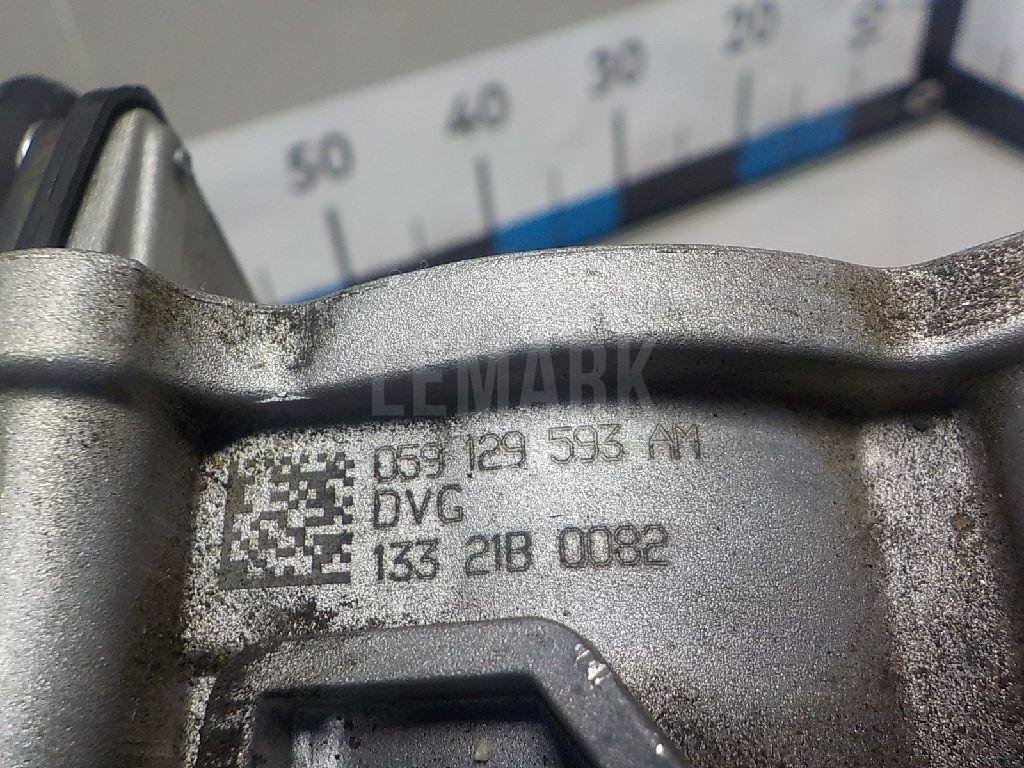 50 40 30 20
LEMARK
059 129 593 AM
DVG
133 21B 0082